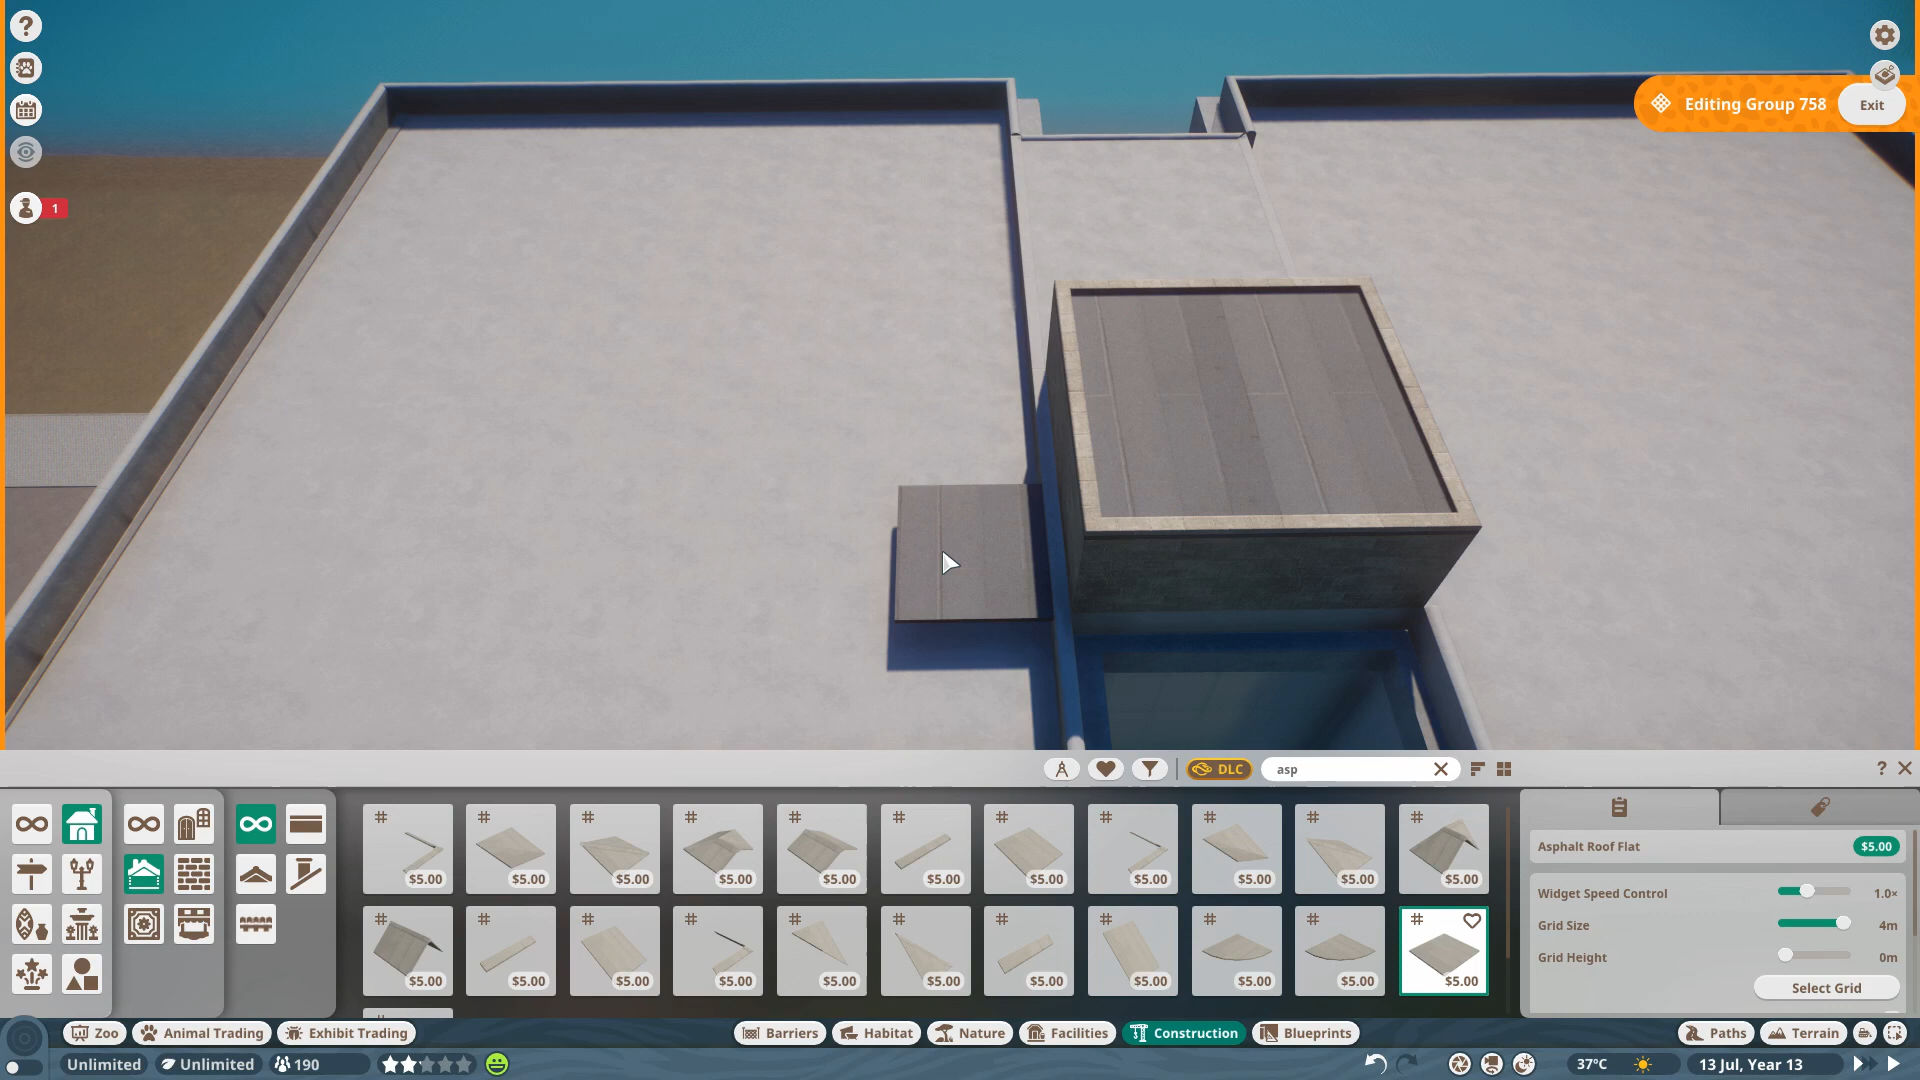 ?
Editing Group 758
Exit
1
DLC
asp
?
$5.00 $5.00 $5.00 $5.00 $5.00 $5.00 $5.00 $5.00 $5.00 $5.00 $5.00
$5.00 $5.00 $5.00 $5.00 $5.00 $5.00 $5.00 $5.00 $5.00 $5.00 $5.00
Asphalt Roof Flat $5.00
Widget Speed Control 1.0×
Grid Size 4m
Grid Height 0m
Select Grid
Zoo Animal Trading Exhibit Trading Barriers Habitat Nature Facilities Construction Blueprints Paths Terrain
Unlimited Unlimited 190 37°C 13 Jul, Year 13